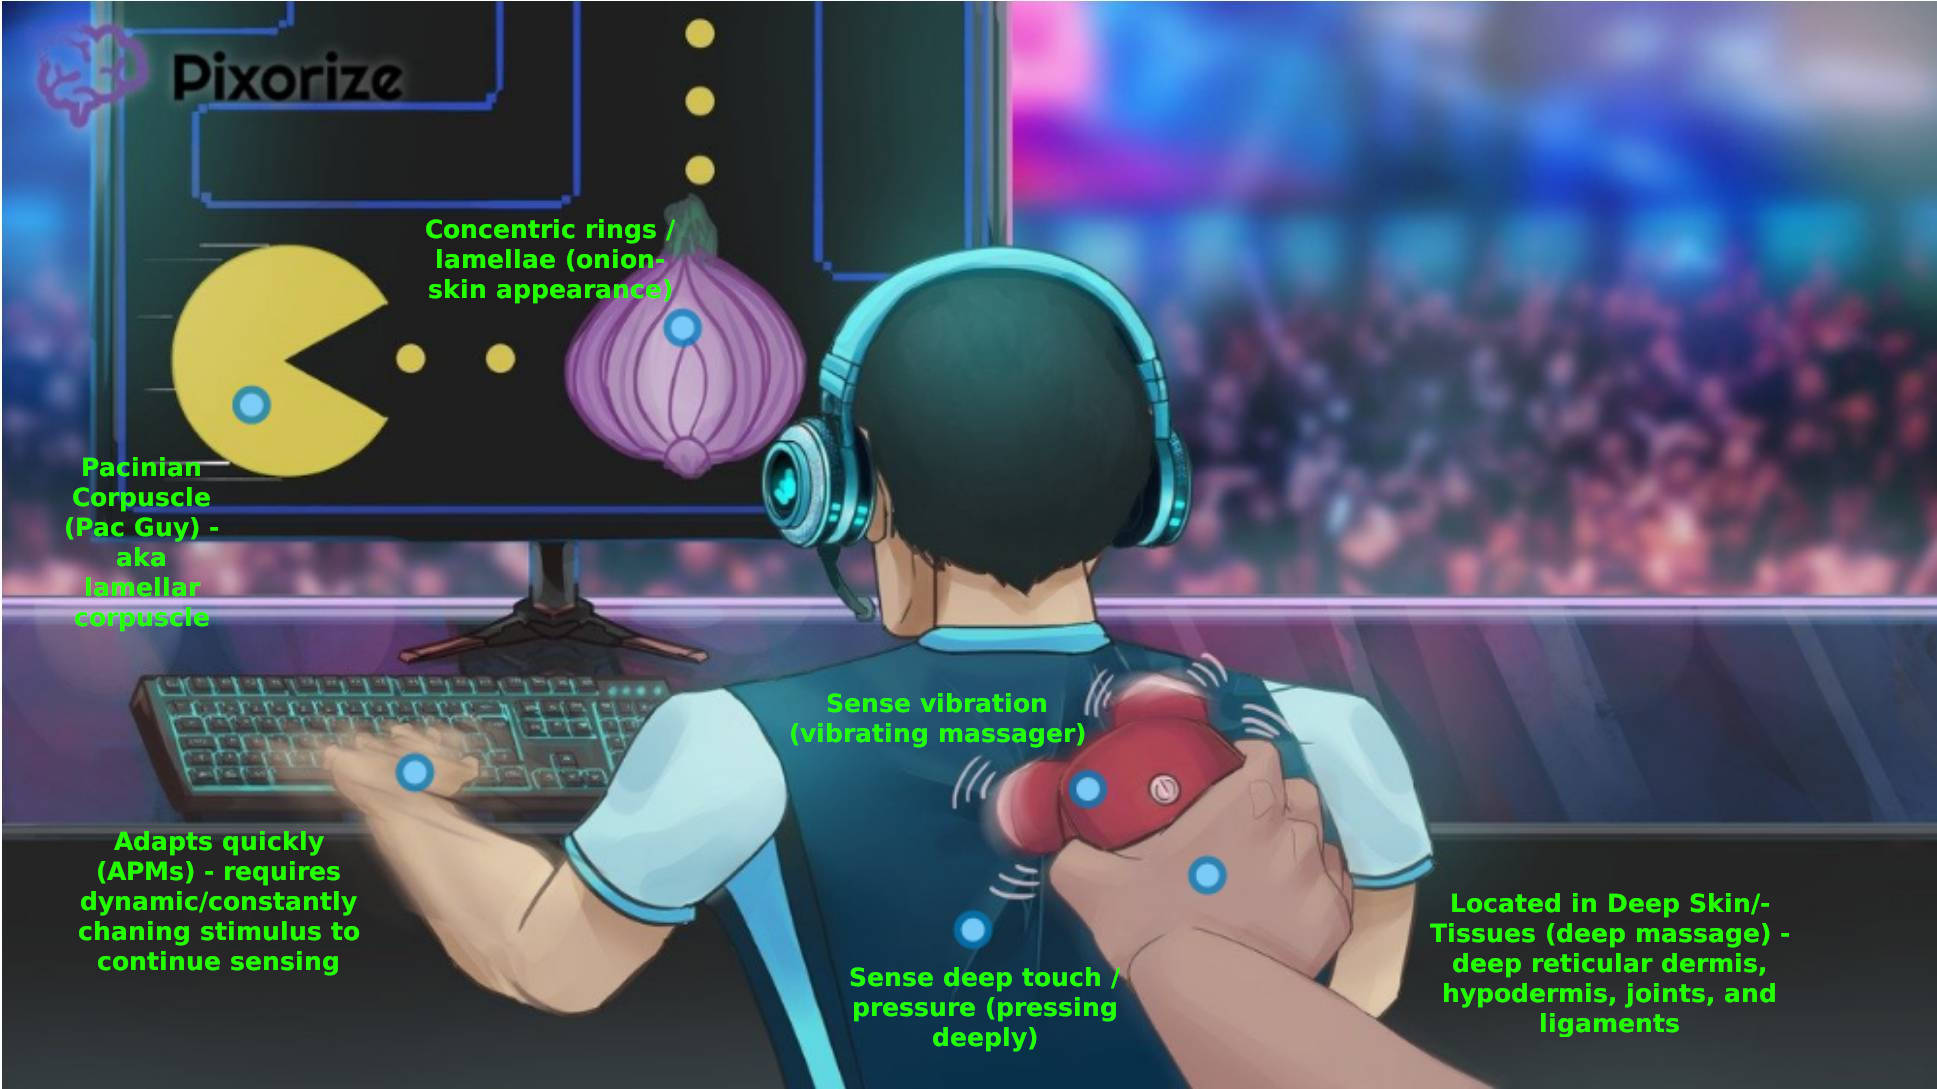 Pixorize
Concentric rings /
lamellae (onion-
skin appearance)
Pacinian
Corpuscle
(Pac Guy) -
aka
lamellar
corpuscle
Sense vibration
(vibrating massager)
Adapts quickly
(APMs) - requires
dynamic/constantly
chaning stimulus to
continue sensing
Sense deep touch /
pressure (pressing
deeply)
Located in Deep Skin/-
Tissues (deep massage) -
deep reticular dermis,
hypodermis, joints, and
ligaments